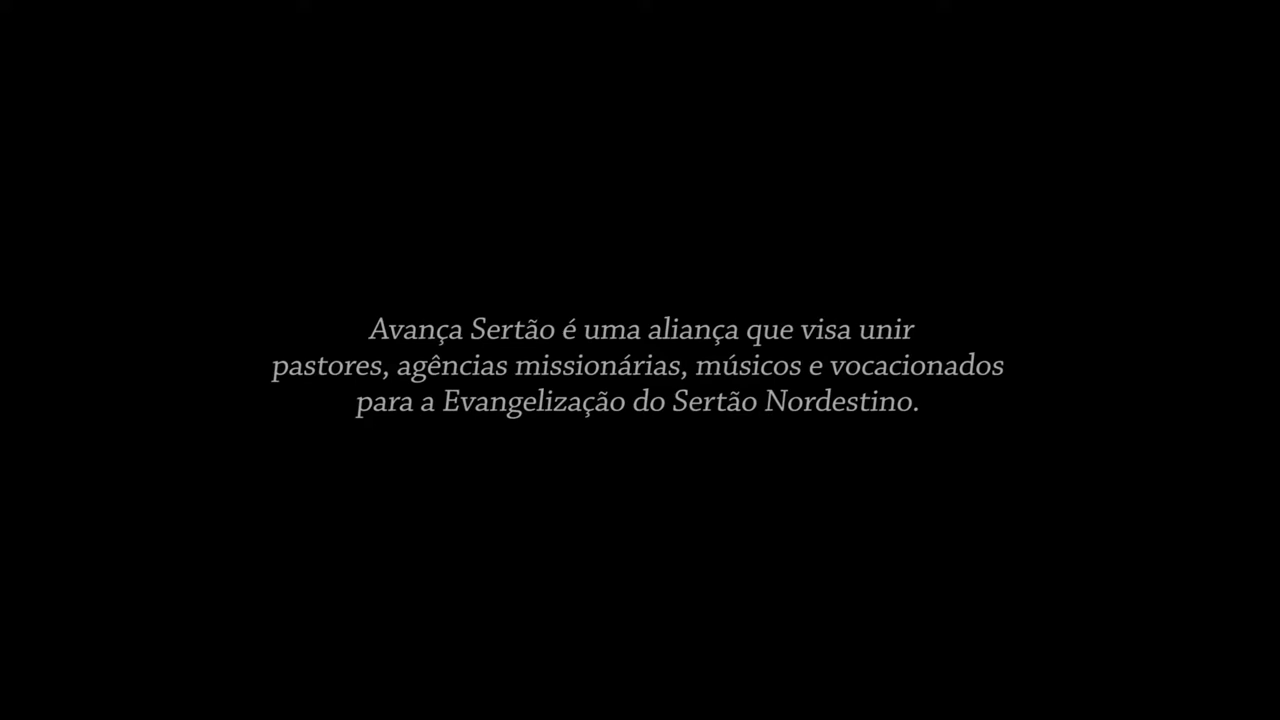 Avança Sertão é uma aliança que visa unir
pastores, agências missionárias, músicos e vocacionados
para a Evangelização do Sertão Nordestino.